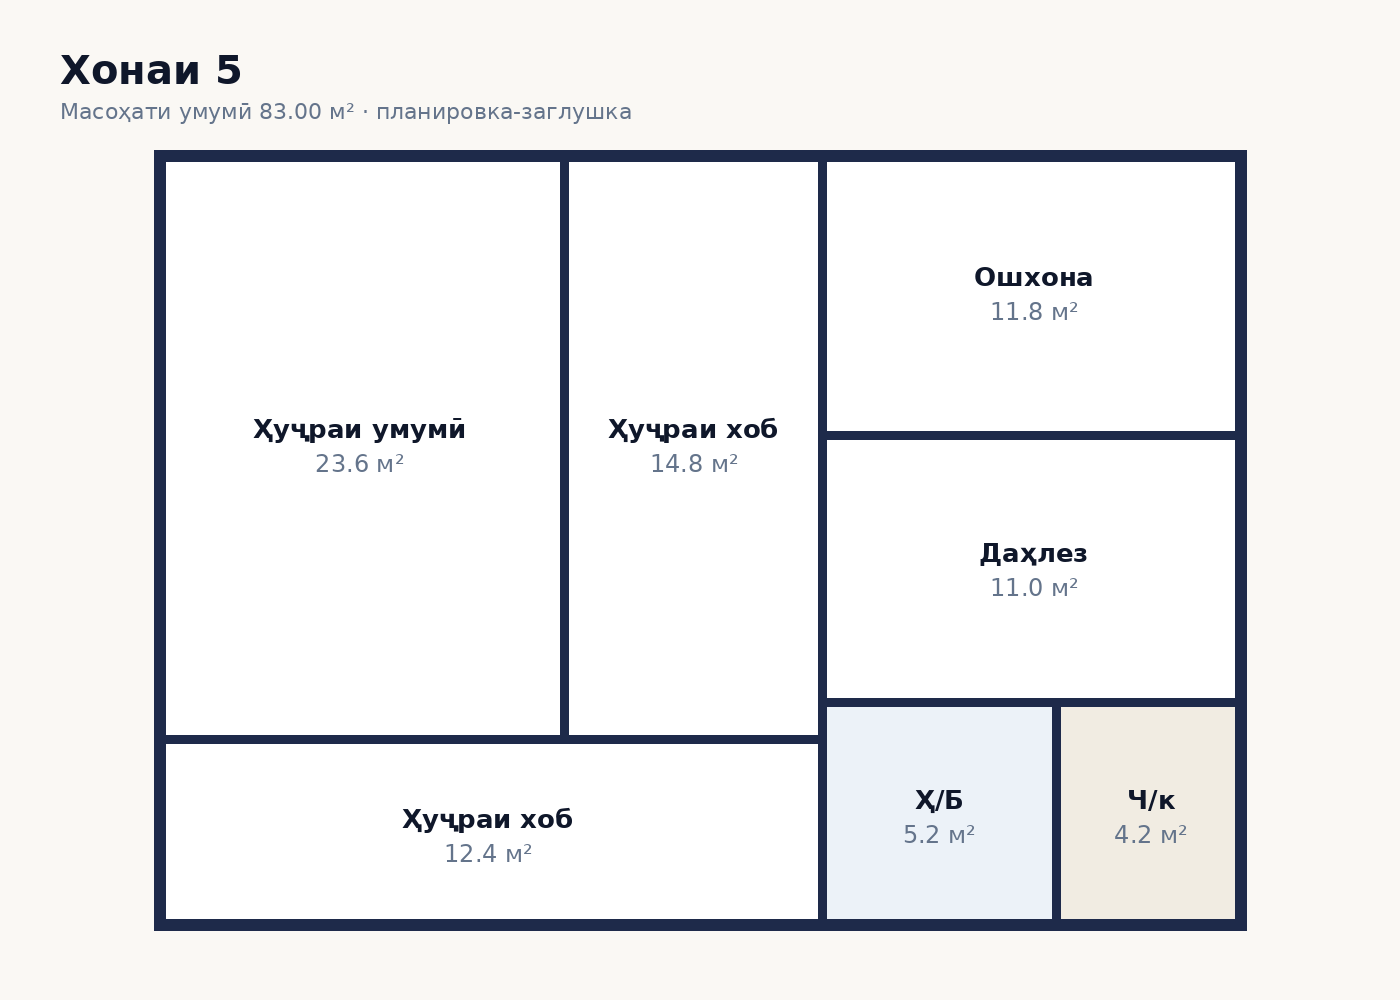 Хонаи 5
Масоҳати умумӣ 83.00 м² · планировка-заглушка
Ҳуҷраи умумӣ
23.6 м²
Ҳуҷраи хоб
14.8 м²
Ошхона
11.8 м²
Даҳлез
11.0 м²
Ҳуҷраи хоб
12.4 м²
Ҳ/Б
5.2 м²
Ч/к
4.2 м²